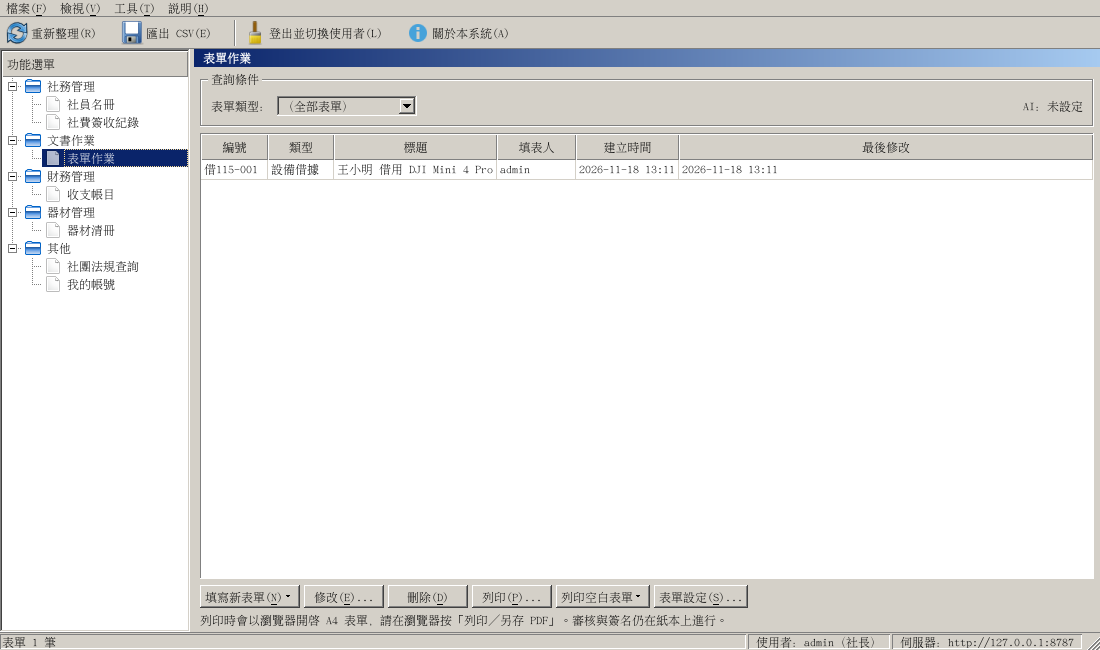 檔案(F) 檢視(V) 工具(T) 說明(H)
重新整理(R) 匯出 CSV(E) 登出並切換使用者(L) 關於本系統(A)
功能選單
社務管理
社員名冊
社費簽收紀錄
文書作業
表單作業
財務管理
收支帳目
器材管理
器材清冊
其他
社團法規查詢
我的帳號
表單作業
查詢條件
表單類型: （全部表單） AI: 未設定
編號 類型 標題 填表人 建立時間 最後修改
借115-001 設備借據 王小明 借用 DJI Mini 4 Pro admin 2026-11-18 13:11 2026-11-18 13:11
填寫新表單(N) 修改(E)... 刪除(D) 列印(P)... 列印空白表單 表單設定(S)...
列印時會以瀏覽器開啓 A4 表單, 請在瀏覽器按「列印／另存 PDF」。審核與簽名仍在紙本上進行。
表單 1 筆 使用者: admin（社長） 伺服器: http://127.0.0.1:8787